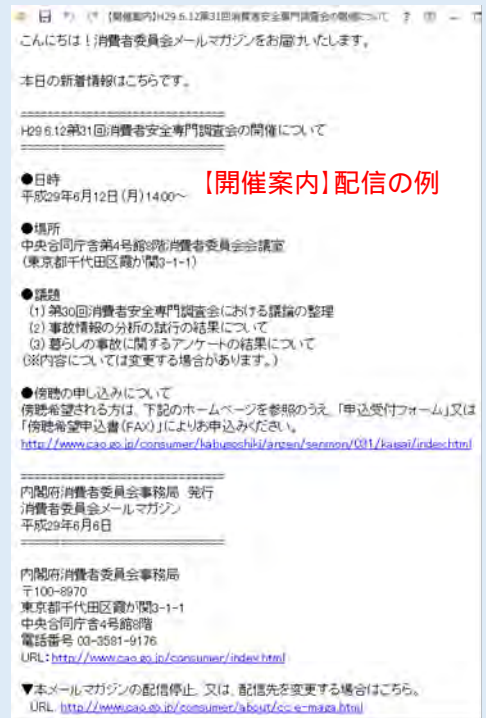 【開催案内】H29.6.12第31回消費者安全専門調査会の開催について
こんにちは！消費者委員会メールマガジンをお届けいたします。
本日の新着情報はこちらです。
==============================
H29.6.12第31回消費者安全専門調査会の開催について
==============================
●日時
平成29年6月12日（月）14:00～
【開催案内】配信の例
●場所
中央合同庁舎第4号館8階消費者委員会会議室
（東京都千代田区霞が関3-1-1）
●議題
（1）第30回消費者安全専門調査会における議論の整理
（2）事故情報の分析の試行の結果について
（3）暮らしの事故に関するアンケートの結果について
（※内容については変更する場合があります。）
●傍聴の申し込みについて
傍聴希望される方は、下記のホームページを参照のうえ、「申込受付フォーム」又は
「傍聴希望申込書（FAX）」によりお申込みください。
http://www.cao.go.jp/consumer/kabusoshiki/anzen/senmon/031/kaisai/index.html
==============================
内閣府消費者委員会事務局 発行
消費者委員会メールマガジン
平成29年6月6日
==============================
内閣府消費者委員会事務局
〒100-8970
東京都千代田区霞が関3-1-1
中央合同庁舎4号館8階
電話番号 03-3581-9176
URL：http://www.cao.go.jp/consumer/index.html
▼本メールマガジンの配信停止、又は、配信先を変更する場合はこちら。
URL http://www.cao.go.jp/consumer/about/cc-e-maga.html